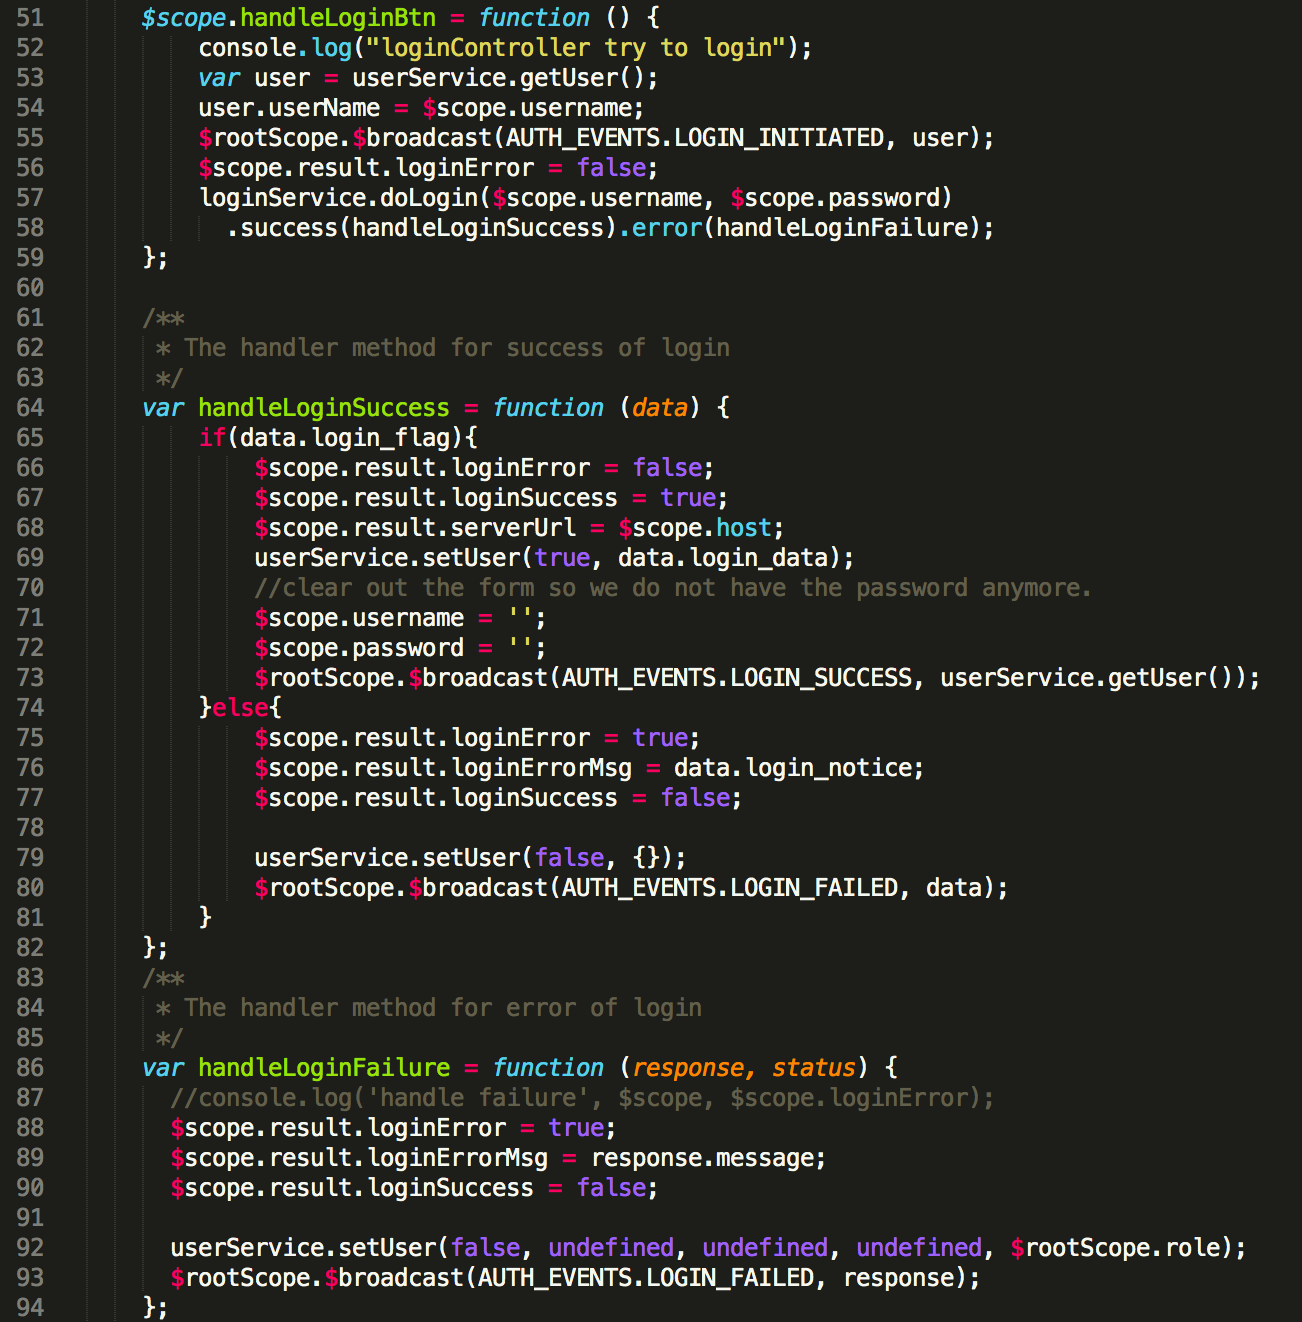 51 $scope.handleLoginBtn = function () {
52 console.log("loginController try to login");
53 var user = userService.getUser();
54 user.userName = $scope.username;
55 $rootScope.$broadcast(AUTH_EVENTS.LOGIN_INITIATED, user);
56 $scope.result.loginError = false;
57 loginService.doLogin($scope.username, $scope.password)
58 .success(handleLoginSuccess).error(handleLoginFailure);
59 };
60
61 /**
62 * The handler method for success of login
63 */
64 var handleLoginSuccess = function (data) {
65 if(data.login_flag){
66 $scope.result.loginError = false;
67 $scope.result.loginSuccess = true;
68 $scope.result.serverUrl = $scope.host;
69 userService.setUser(true, data.login_data);
70 //clear out the form so we do not have the password anymore.
71 $scope.username = '';
72 $scope.password = '';
73 $rootScope.$broadcast(AUTH_EVENTS.LOGIN_SUCCESS, userService.getUser());
74 }else{
75 $scope.result.loginError = true;
76 $scope.result.loginErrorMsg = data.login_notice;
77 $scope.result.loginSuccess = false;
78
79 userService.setUser(false, {});
80 $rootScope.$broadcast(AUTH_EVENTS.LOGIN_FAILED, data);
81 }
82 };
83 /**
84 * The handler method for error of login
85 */
86 var handleLoginFailure = function (response, status) {
87 //console.log('handle failure', $scope, $scope.loginError);
88 $scope.result.loginError = true;
89 $scope.result.loginErrorMsg = response.message;
90 $scope.result.loginSuccess = false;
91
92 userService.setUser(false, undefined, undefined, undefined, $rootScope.role);
93 $rootScope.$broadcast(AUTH_EVENTS.LOGIN_FAILED, response);
94 };